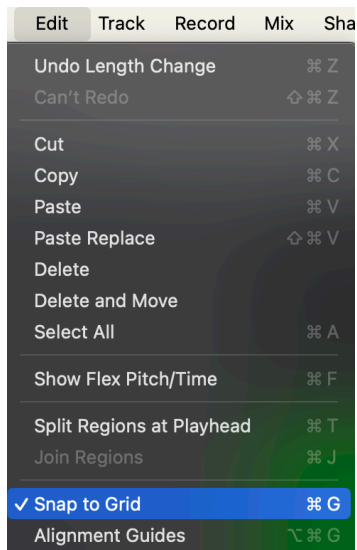 Edit Track Record Mix Sha
Undo Length Change ⌘ Z
Can't Redo ⇧ ⌘ Z
Cut ⌘ X
Copy ⌘ C
Paste ⌘ V
Paste Replace ⇧ ⌘ V
Delete
Delete and Move
Select All ⌘ A
Show Flex Pitch/Time ⌘ F
Split Regions at Playhead ⌘ T
Join Regions ⌘ J
✓ Snap to Grid ⌘ G
Alignment Guides ⌥ ⌘ G